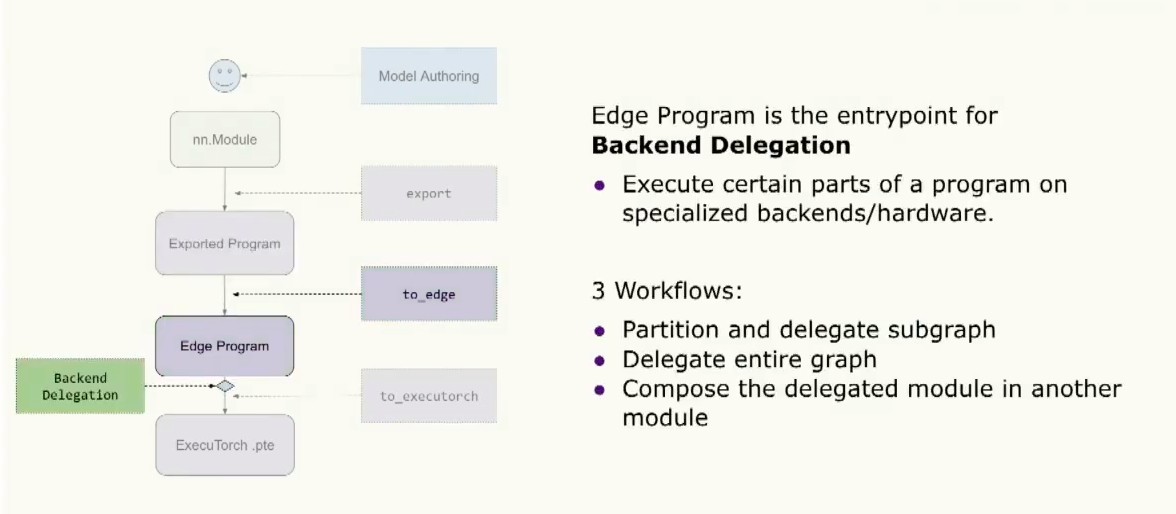 Model Authoring
nn.Module
export
Exported Program
to_edge
Edge Program
Backend
Delegation
to_executorch
ExecuTorch .pte
Edge Program is the entrypoint for
Backend Delegation
• Execute certain parts of a program on
specialized backends/hardware.
3 Workflows:
• Partition and delegate subgraph
• Delegate entire graph
• Compose the delegated module in another
module